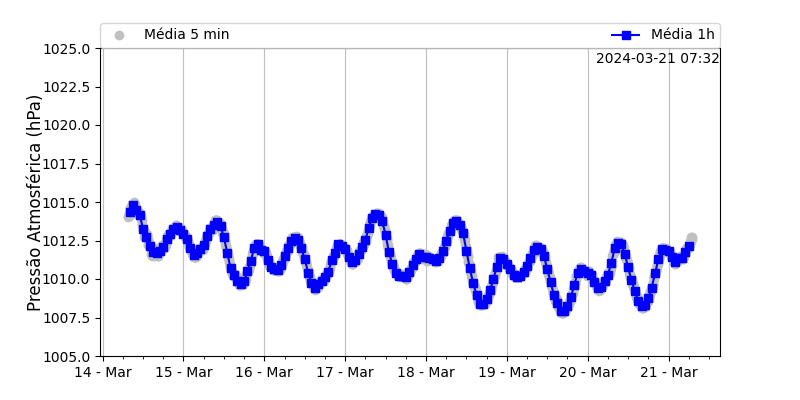 Média 5 min
Média 1h
2024-03-21 07:32
Pressão Atmosférica (hPa)
1025.0
1022.5
1020.0
1017.5
1015.0
1012.5
1010.0
1007.5
1005.0
14 - Mar
15 - Mar
16 - Mar
17 - Mar
18 - Mar
19 - Mar
20 - Mar
21 - Mar